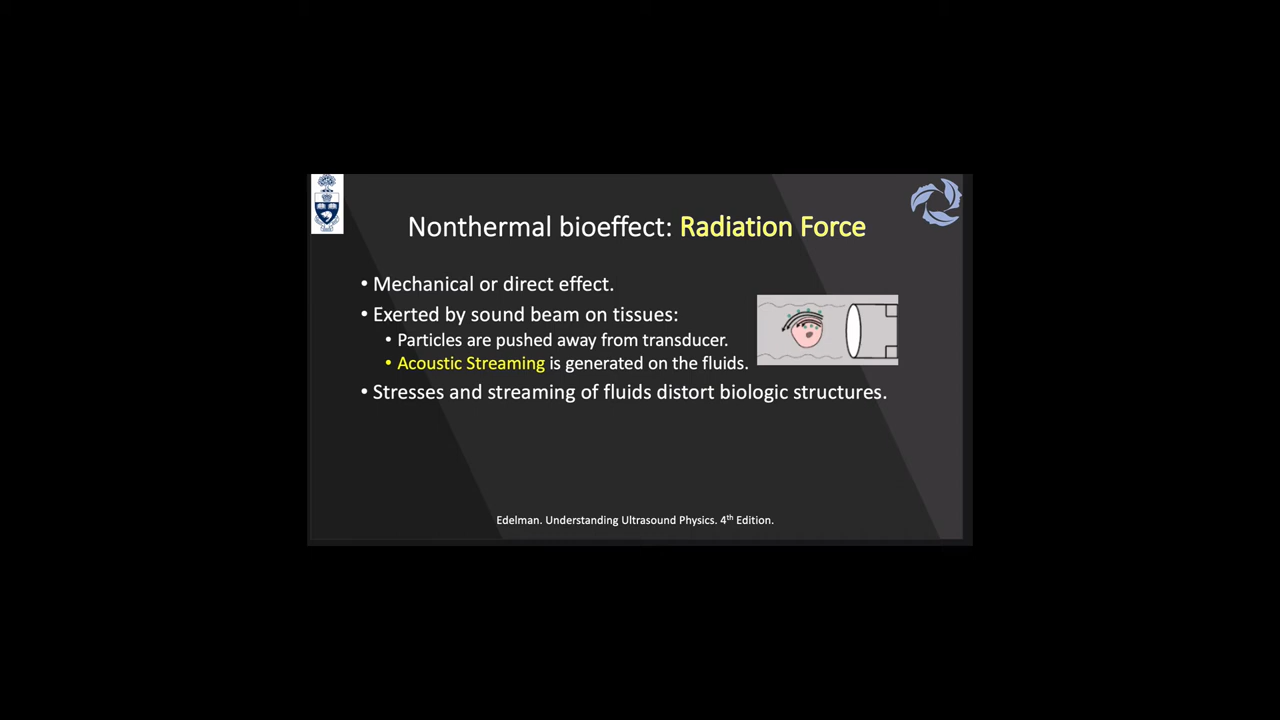 Nonthermal bioeffect: Radiation Force
• Mechanical or direct effect.
• Exerted by sound beam on tissues:
• Particles are pushed away from transducer.
• Acoustic Streaming is generated on the fluids.
• Stresses and streaming of fluids distort biologic structures.
Edelman. Understanding Ultrasound Physics. 4th Edition.